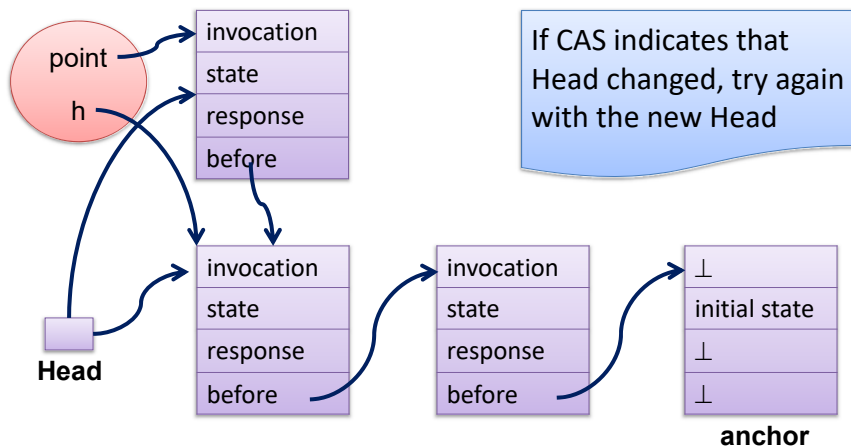 point
h
invocation
state
response
before
If CAS indicates that
Head changed, try again
with the new Head
Head
invocation
state
response
before
invocation
state
response
before
⊥
initial state
⊥
⊥
anchor